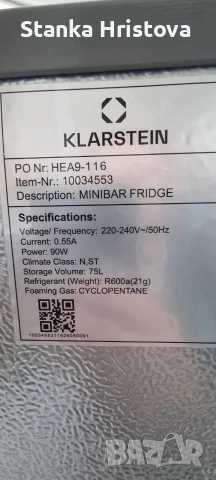 Stanka Hristova
KLARSTEIN
PO Nr: HEA9-116
Item-Nr.: 10034553
Description: MINIBAR FRIDGE
Specifications:
Voltage/ Frequency: 220-240V~/50Hz
Current: 0.55A
Power: 90W
Climate Class: N,ST
Storage Volume: 75L
Refrigerant (Weight): R600a(21g)
Foaming Gas: CYCLOPENTANE
BAZAR